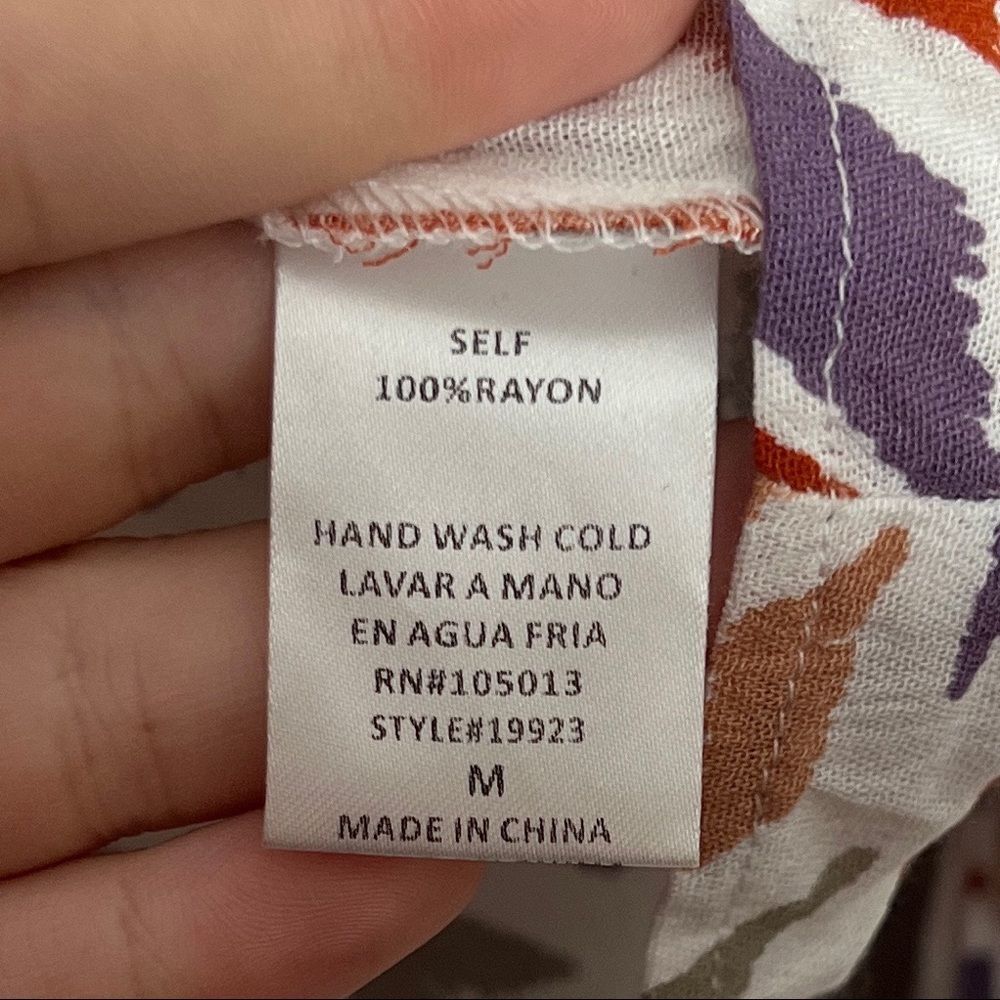 SELF
100%RAYON
HAND WASH COLD
LAVAR A MANO
EN AGUA FRIA
RN#105013
STYLE#19923
M
MADE IN CHINA